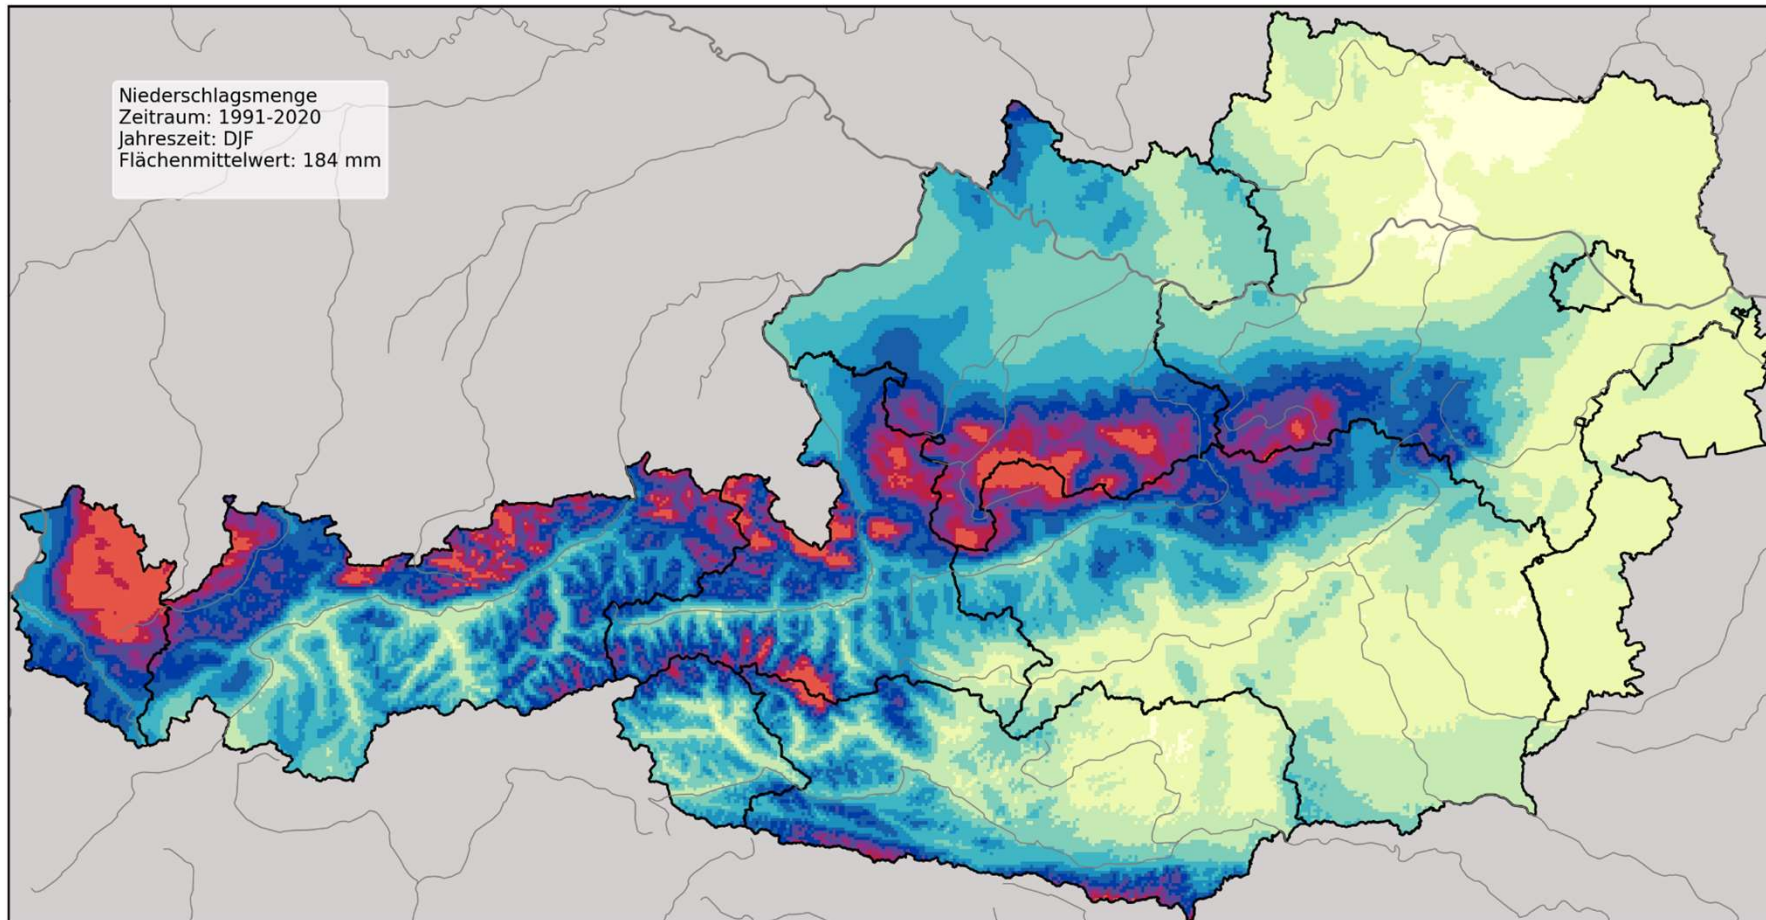 Niederschlagsmenge
Zeitraum: 1991-2020
Jahreszeit: DJF
Flächenmittelwert: 184 mm